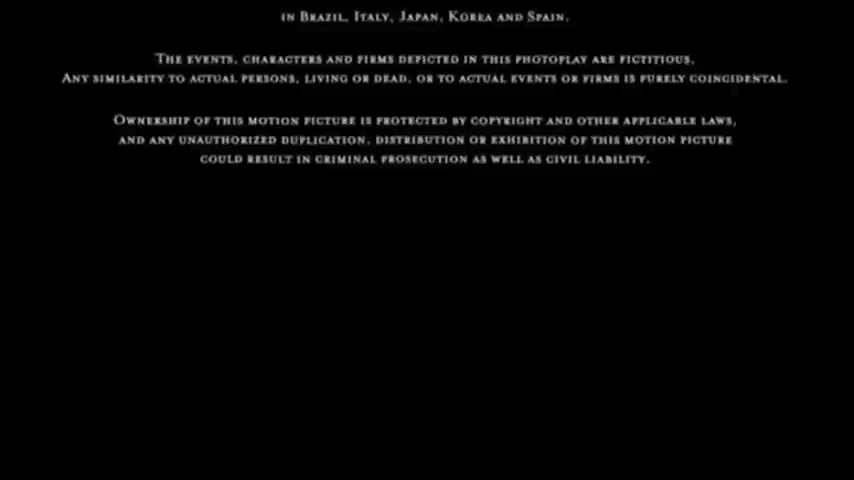 IN BRAZIL, ITALY, JAPAN, KOREA AND SPAIN.
THE EVENTS, CHARACTERS AND FIRMS DEPICTED IN THIS PHOTOPLAY ARE FICTITIOUS.
ANY SIMILARITY TO ACTUAL PERSONS, LIVING OR DEAD, OR TO ACTUAL EVENTS OR FIRMS IS PURELY COINCIDENTAL.
OWNERSHIP OF THIS MOTION PICTURE IS PROTECTED BY COPYRIGHT AND OTHER APPLICABLE LAWS,
AND ANY UNAUTHORIZED DUPLICATION, DISTRIBUTION OR EXHIBITION OF THIS MOTION PICTURE
COULD RESULT IN CRIMINAL PROSECUTION AS WELL AS CIVIL LIABILITY.